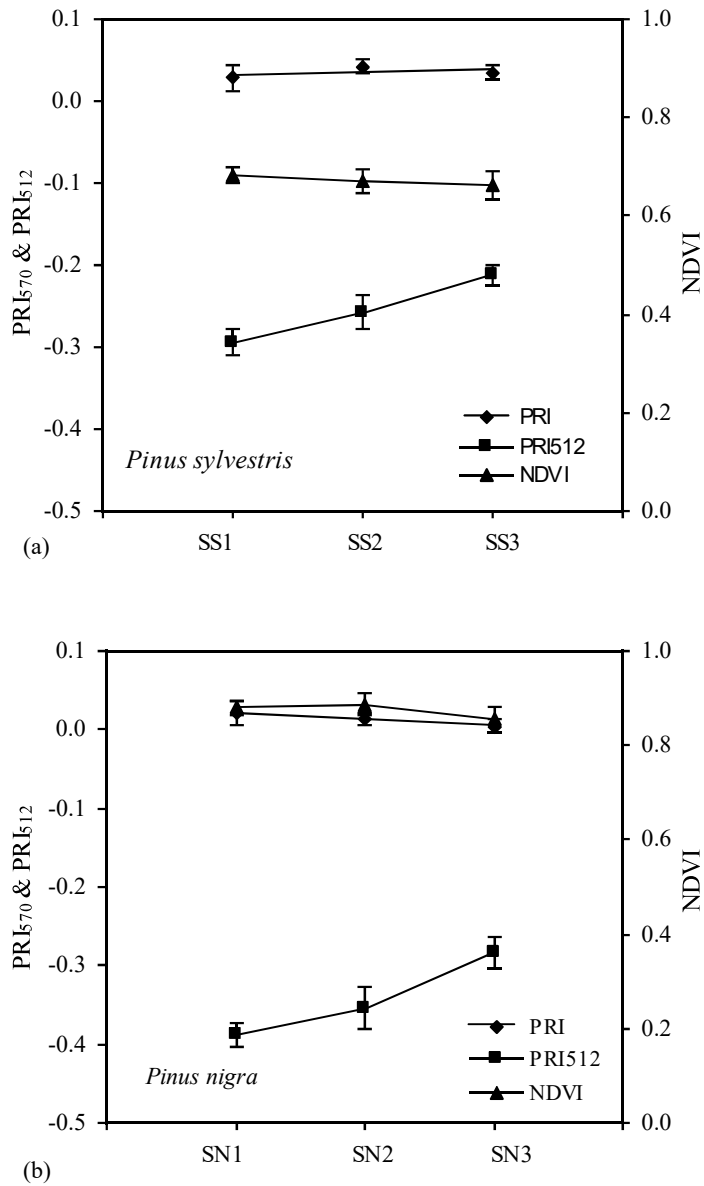 0.1
0.0
-0.1
-0.2
-0.3
-0.4
-0.5
PRI570 & PRI512
1.0
0.8
0.6
0.4
0.2
0.0
NDVI
PRI
PRI512
NDVI
Pinus sylvestris
SS1 SS2 SS3
(a)
0.1
0.0
-0.1
-0.2
-0.3
-0.4
-0.5
PRI570 & PRI512
1.0
0.8
0.6
0.4
0.2
0.0
NDVI
PRI
PRI512
NDVI
Pinus nigra
SN1 SN2 SN3
(b)